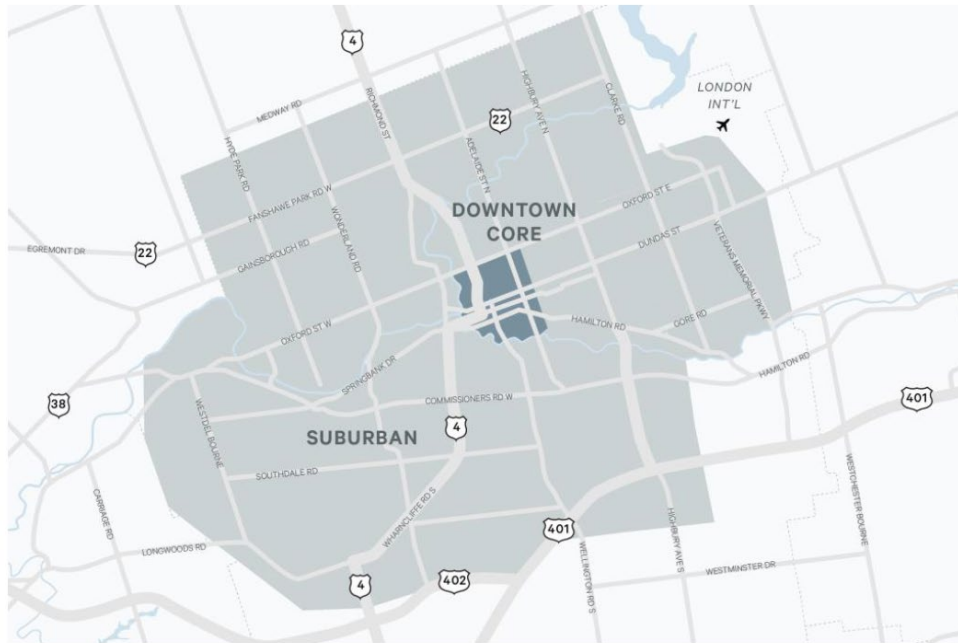 4
LONDON
INT'L
MEDWAY RD
RICHMOND ST
HIGHBURY AVE N
CLARKE RD
22
HYDE PARK RD
ADELAIDE ST N
FANSHAWE PARK RD W
WONDERLAND RD
OXFORD ST E
DOWNTOWN
CORE
DUNDAS ST
EGREMONT DR
22
GAINSBOROUGH RD
VETERANS MEMORIAL PKWY
OXFORD ST W
HAMILTON RD
GORE RD
SPRINGBANK DR
HAMILTON RD
38
COMMISSIONERS RD W
401
WESTDEL BOURNE
4
SUBURBAN
SOUTHDALE RD
WESTCHESTER BOURNE
CARRIAGE RD
WHARNCLIFFE RD S
401
HIGHBURY AVE S
LONGWOODS RD
WELLINGTON RD S
WESTMINSTER DR
4
402